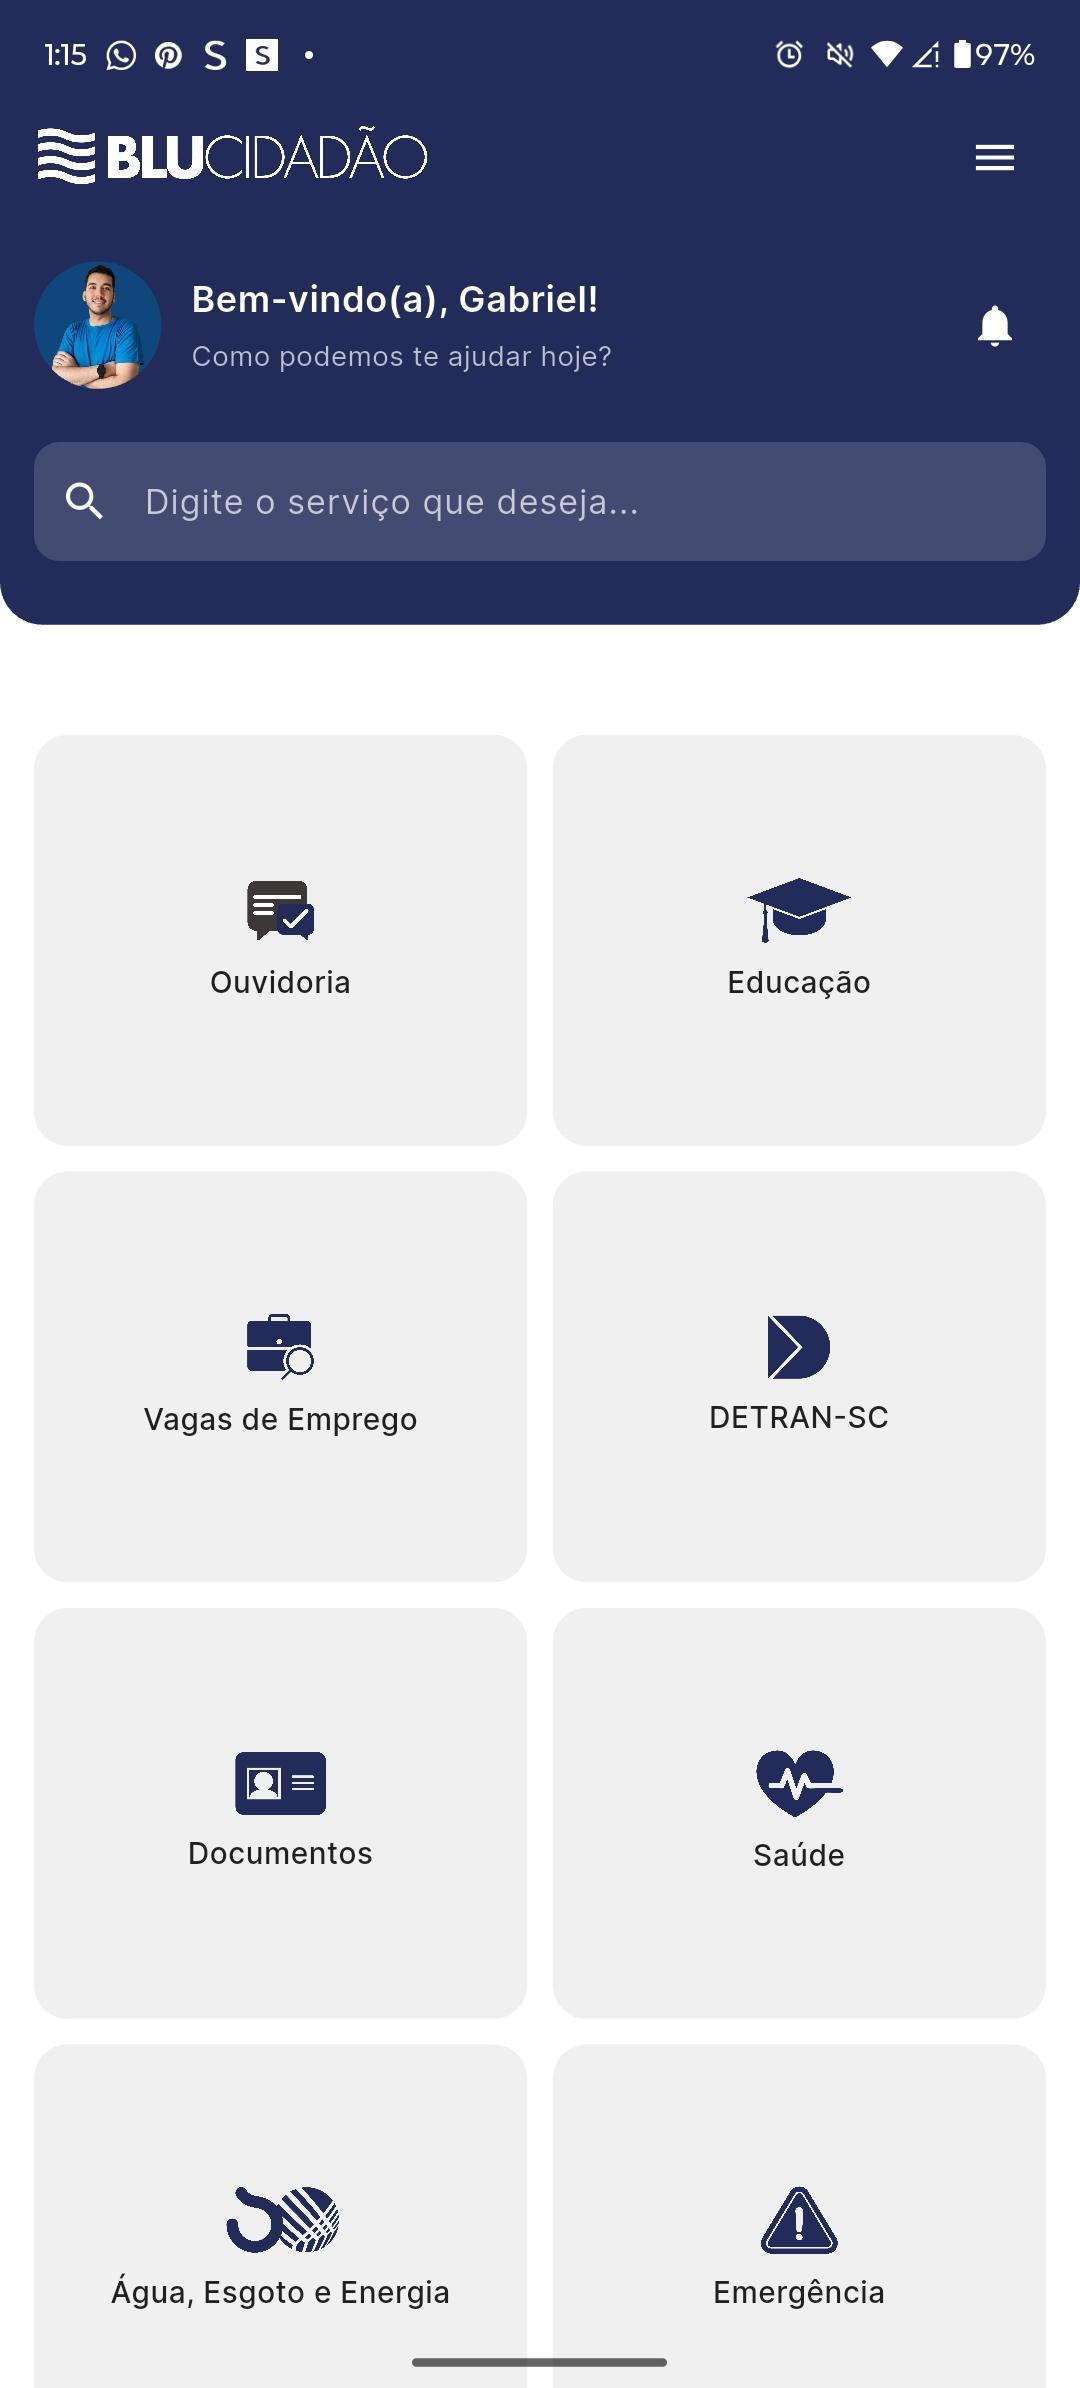 1:15 S S 97%
BLUCIDADÃO
Bem-vindo(a), Gabriel!
Como podemos te ajudar hoje?
Digite o serviço que deseja...
Ouvidoria
Educação
Vagas de Emprego
DETRAN-SC
Documentos
Saúde
Água, Esgoto e Energia
Emergência